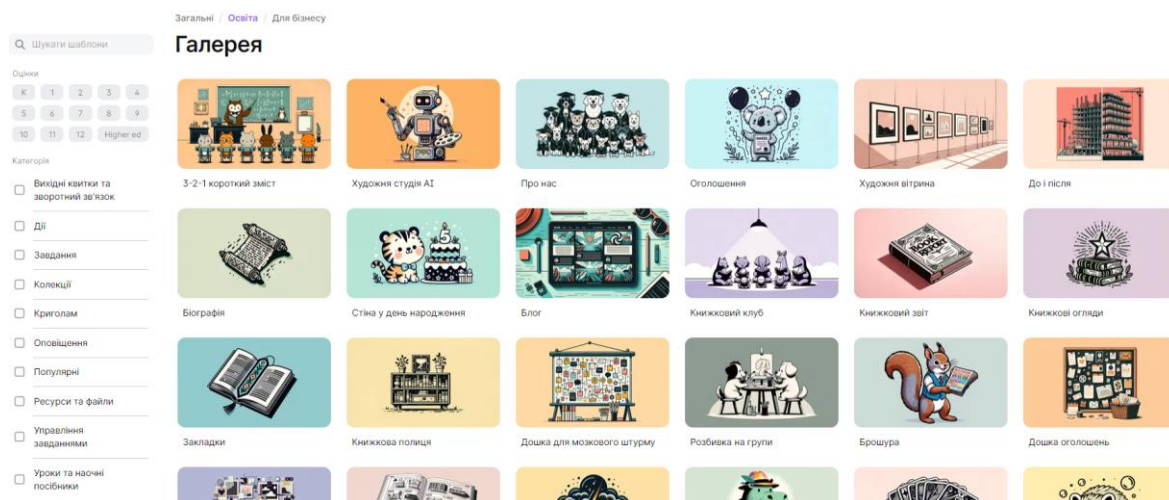 Загальні / Освіта / Для бізнесу
Шукати шаблони
Галерея
Оцінки
K 1 2 3 4
5 6 7 8 9
10 11 12 Higher ed
Категорія
Вихідні квитки та
зворотний зв'язок
Дії
Завдання
Колекції
Криголам
Оповіщення
Популярні
Ресурси та файли
Управління
завданнями
Уроки та наочні
посібники
3-2-1 короткий зміст
Художня студія AI
Про нас
Оголошення
Художня вітрина
До і після
Біографія
Стіна у день народження
Блог
Книжковий клуб
BOOK
REPORT
Книжковий звіт
Книжкові огляди
Закладки
Книжкова полиця
Дошка для мозкового штурму
Розбивка на групи
Брошура
Дошка оголошень